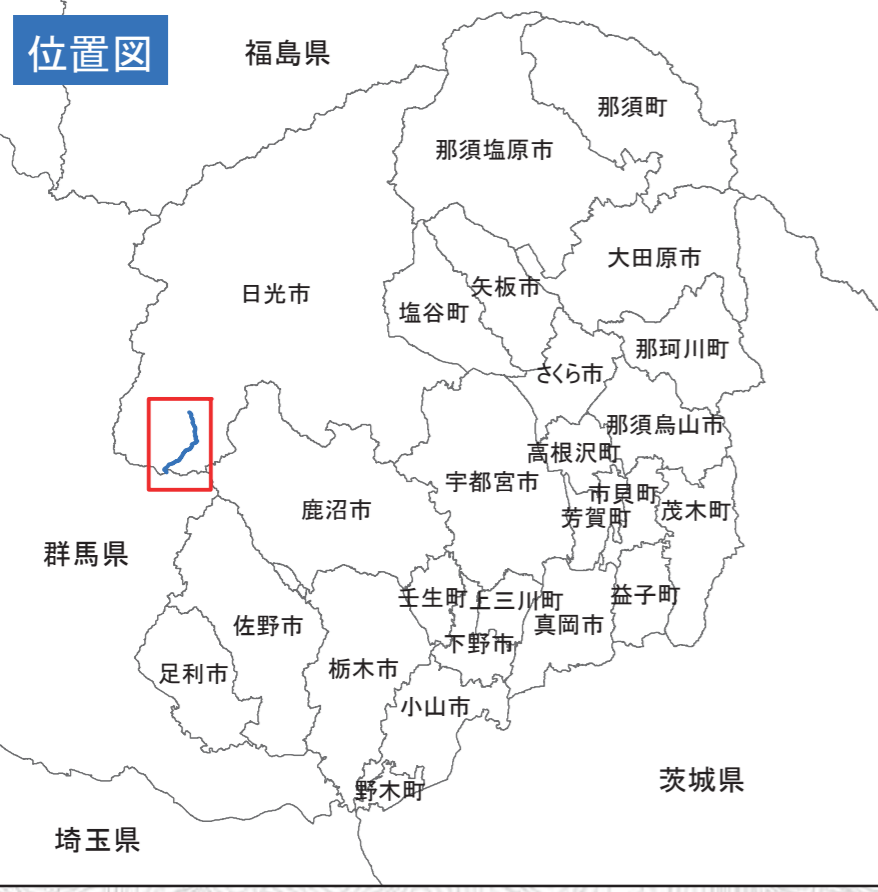 位置図
福島県
那須町
那須塩原市
大田原市
日光市
矢板市
塩谷町
那珂川町
さくら市
那須烏山市
高根沢町
宇都宮市
市貝町
茂木町
芳賀町
鹿沼市
群馬県
壬生町
上三川町
益子町
真岡市
佐野市
下野市
足利市
栃木市
小山市
茨城県
野木町
埼玉県